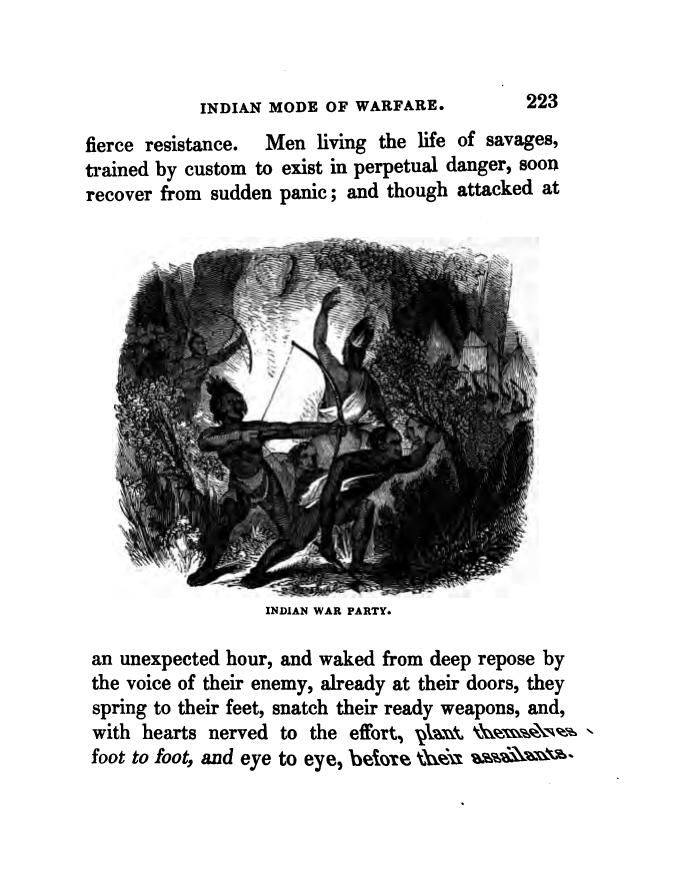 INDIAN MODE OF WARFARE. 223
fierce resistance. Men living the life of savages,
trained by custom to exist in perpetual danger, soon
recover from sudden panic; and though attacked at
INDIAN WAR PARTY.
an unexpected hour, and waked from deep repose by
the voice of their enemy, already at their doors, they
spring to their feet, snatch their ready weapons, and,
with hearts nerved to the effort, plant themselves
foot to foot, and eye to eye, before their assailants.